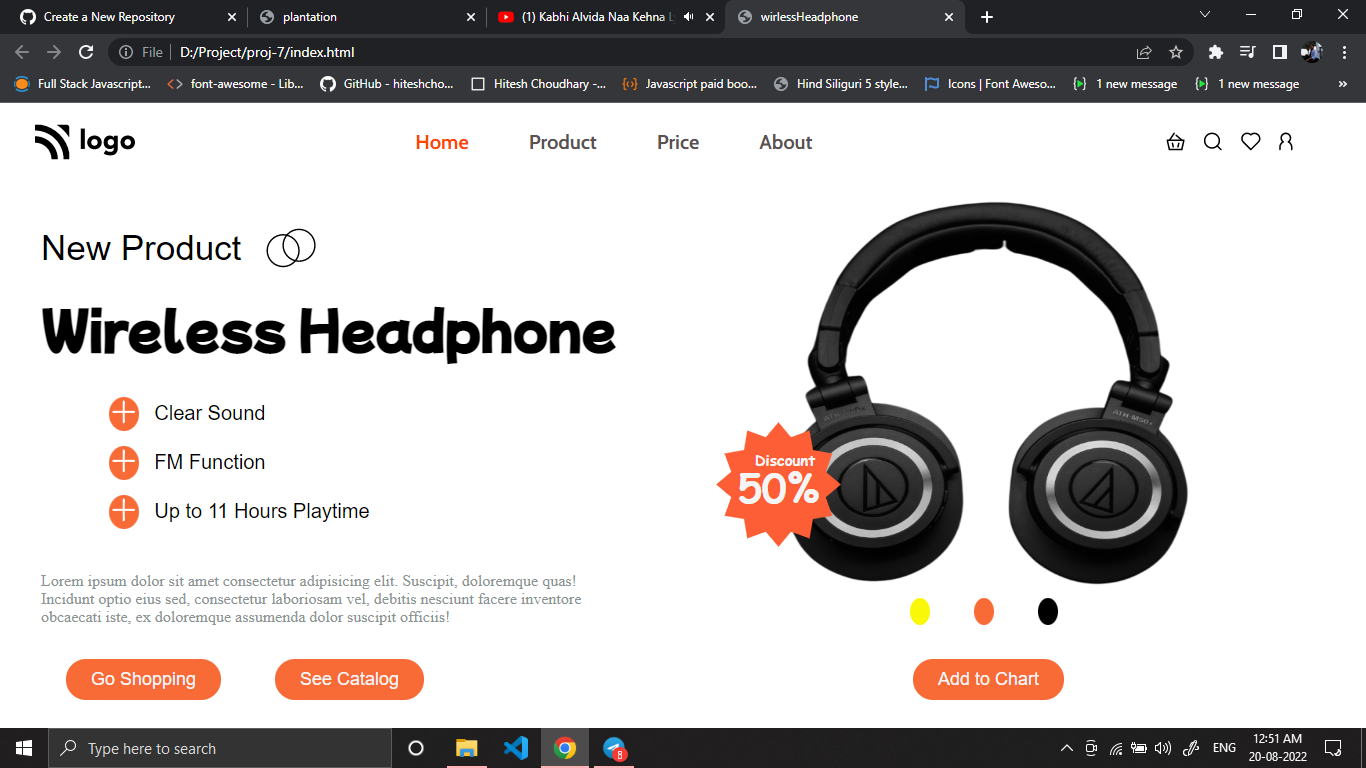 Create a New Repository
plantation
(1) Kabhi Alvida Naa Kehna
wirlessHeadphone
File
D:/Project/proj-7/index.html
Full Stack Javascript...
font-awesome - Lib...
GitHub - hiteshcho...
Hitesh Choudhary -...
Javascript paid boo...
Hind Siliguri 5 style...
Icons | Font Aweso...
1 new message
1 new message
»
logo
Home
Product
Price
About
New Product
Wireless Headphone
Clear Sound
FM Function
Up to 11 Hours Playtime
Discount
50%
Lorem ipsum dolor sit amet consectetur adipisicing elit. Suscipit, doloremque quas!
Incidunt optio eius sed, consectetur laboriosam vel, debitis nesciunt facere inventore
obcaecati iste, ex doloremque assumenda dolor suscipit officiis!
Go Shopping
See Catalog
Add to Chart
Type here to search
8
ENG
12:51 AM
20-08-2022